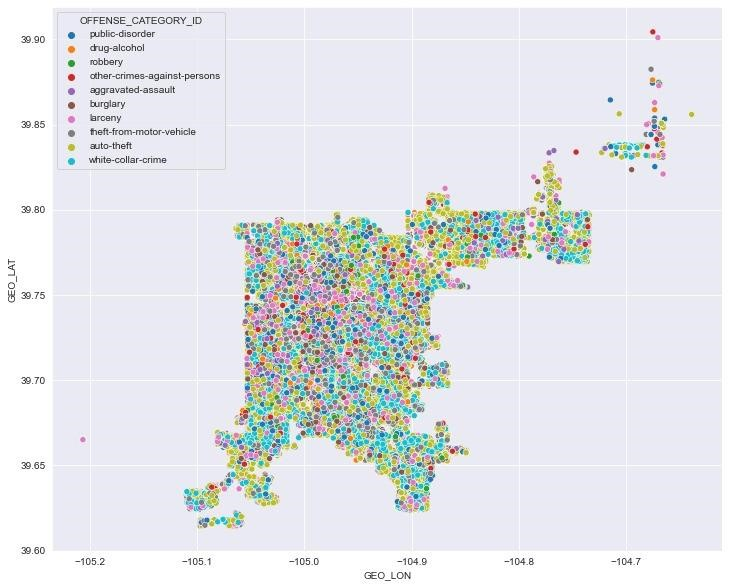 OFFENSE_CATEGORY_ID
public-disorder
drug-alcohol
robbery
other-crimes-against-persons
aggravated-assault
burglary
larceny
theft-from-motor-vehicle
auto-theft
white-collar-crime
39.90
39.85
39.80
39.75
39.70
39.65
39.60
GEO_LAT
−105.2
−105.1
−105.0
−104.9
−104.8
−104.7
GEO_LON